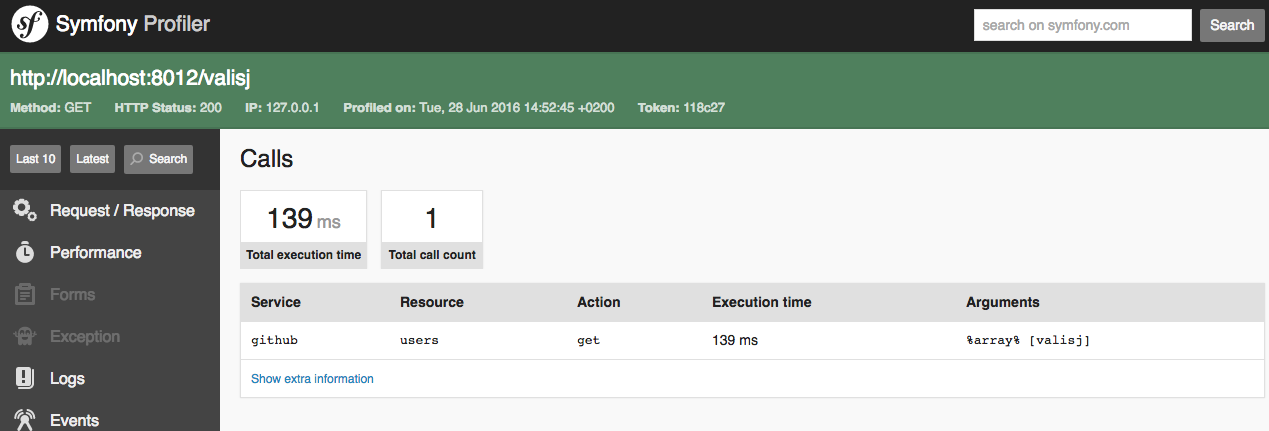 sf Symfony Profiler
search on symfony.com Search
http://localhost:8012/valisj
Method: GET HTTP Status: 200 IP: 127.0.0.1 Profiled on: Tue, 28 Jun 2016 14:52:45 +0200 Token: 118c27
Last 10 Latest Search
Request / Response
Performance
Forms
Exception
Logs
Events
Calls
139 ms
Total execution time
1
Total call count
Service Resource Action Execution time Arguments
github users get 139 ms %array% [valisj]
Show extra information